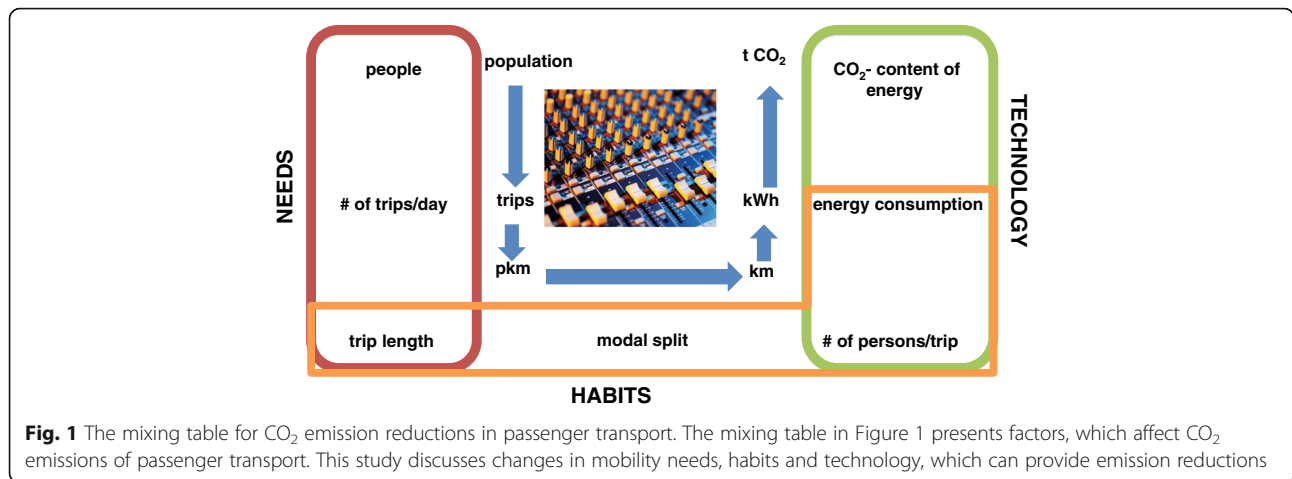 people
population
t CO₂
CO₂- content of
energy
NEEDS
TECHNOLOGY
# of trips/day
trips
kWh
energy consumption
pkm
km
trip length
modal split
# of persons/trip
HABITS
Fig. 1 The mixing table for CO₂ emission reductions in passenger transport. The mixing table in Figure 1 presents factors, which affect CO₂
emissions of passenger transport. This study discusses changes in mobility needs, habits and technology, which can provide emission reductions